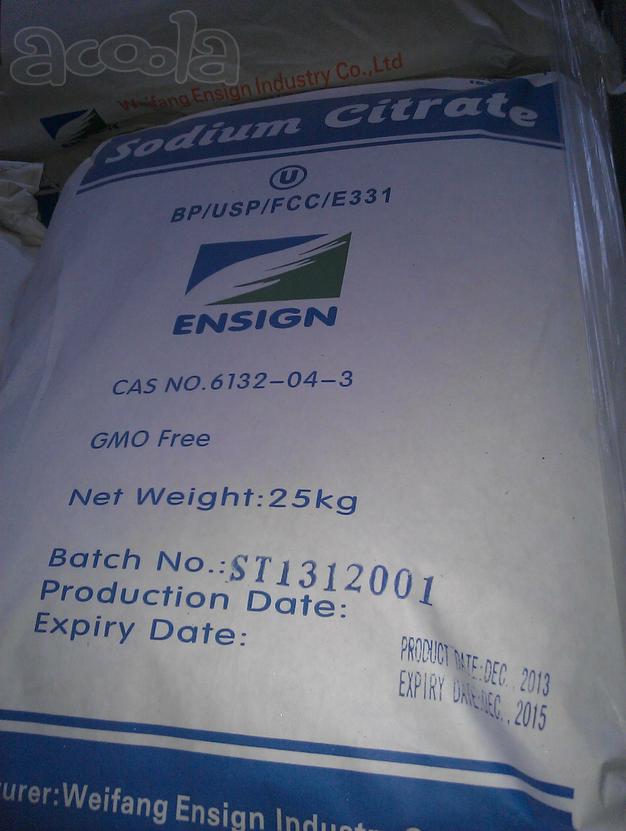 acoola
Weifang Ensign Industry Co.,Ltd
Sodium Citrate
U
BP/USP/FCC/E331
ENSIGN
CAS NO.6132-04-3
GMO Free
Net Weight:25kg
Batch No.:ST1312001
Production Date:
Expiry Date:
PRODUCT DATE:DEC., 2013
EXPIRY DATE:DEC., 2015
urer:Weifang Ensign Indust